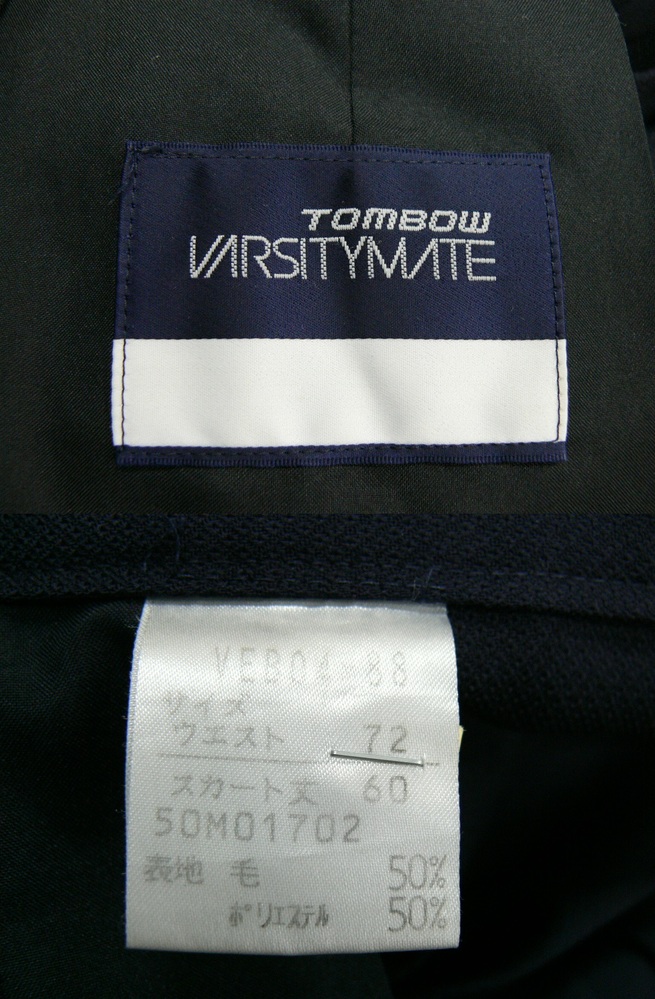 TOMBOW
VARSITYMATE
サイズ
ウエスト 72
スカート丈 60
50M01702
表地 毛 50%
ポリエステル 50%